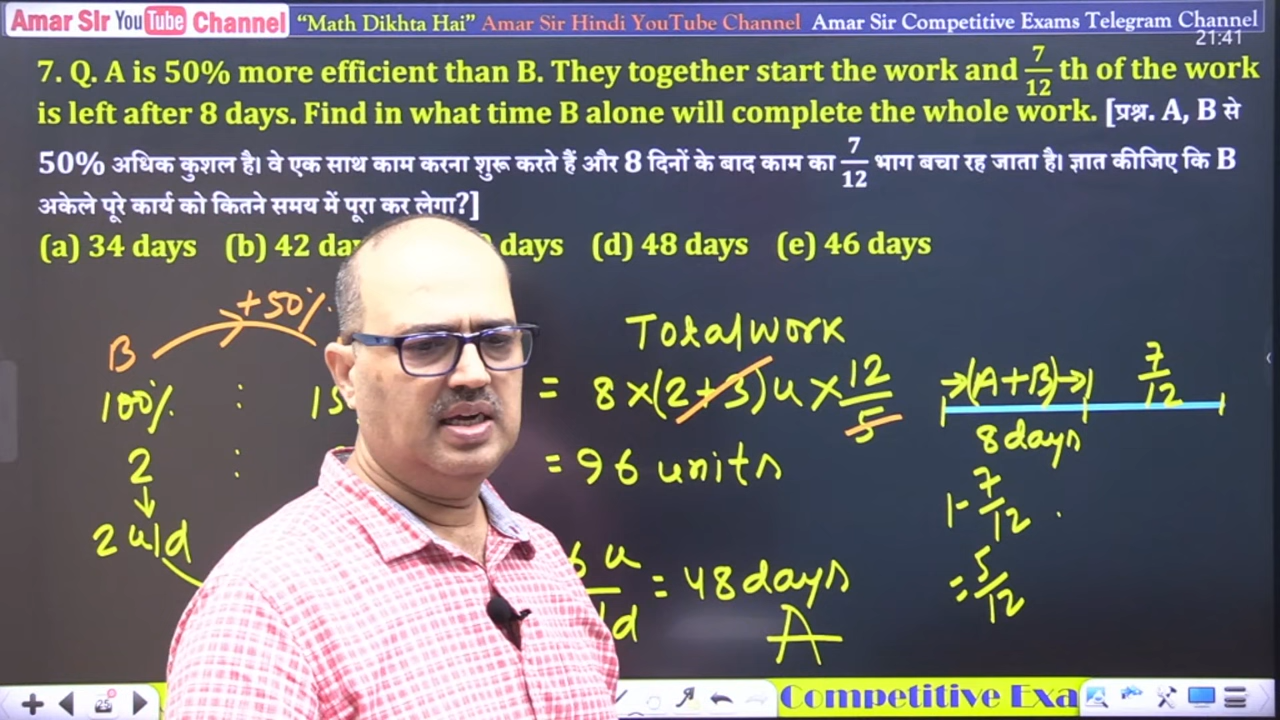 Amar Sir YouTube Channel "Math Dikhta Hai" Amar Sir Hindi YouTube Channel Amar Sir Competitive Exams Telegram Channel
21:41
7. Q. A is 50% more efficient than B. They together start the work and 7/12 th of the work
is left after 8 days. Find in what time B alone will complete the whole work. [प्रश्न. A, B से
50% अधिक कुशल है। वे एक साथ काम करना शुरू करते हैं और 8 दिनों के बाद काम का 7/12 भाग बचा रह जाता है। ज्ञात कीजिए कि B
अकेले पूरे कार्य को कितने समय में पूरा कर लेगा?]
(a) 34 days (b) 42 days (d) 48 days (e) 46 days
+50%
B
100% :
2 :
2 u/d
Total work
= 8×(2+3)u×12/5
= 96 units
= 48 days
A
(A+B) 7/12
8 days
1-7/12
=5/12
Competitive Exa